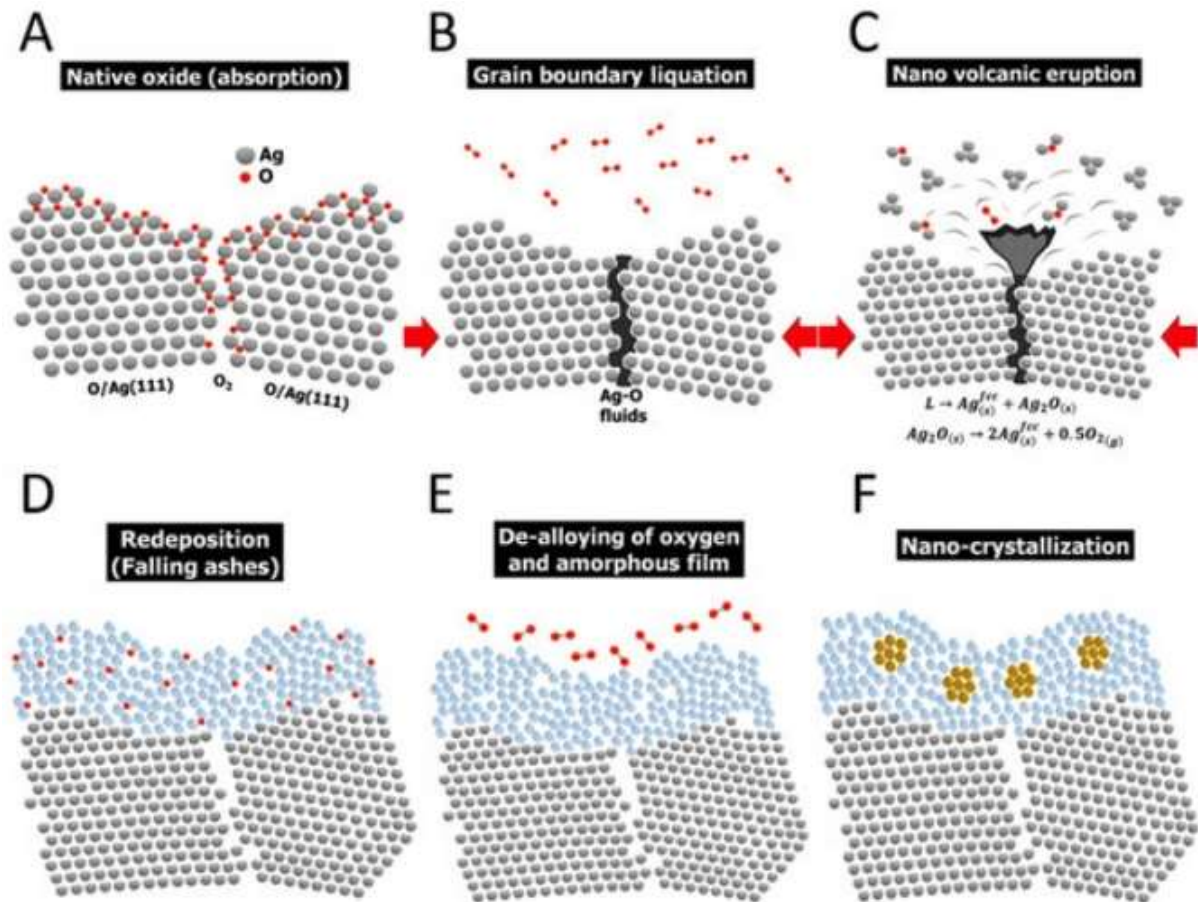 A
Native oxide (absorption)
Ag
O
O/Ag(111)
O₂
O/Ag(111)
B
Grain boundary liquation
Ag-O
fluids
C
Nano volcanic eruption
L → Ag(s)^fcc + Ag₂O(s)
Ag₂O(s) → 2Ag(s)^fcc + 0.5O₂(g)
D
Redeposition
(Falling ashes)
E
De-alloying of oxygen
and amorphous film
F
Nano-crystallization